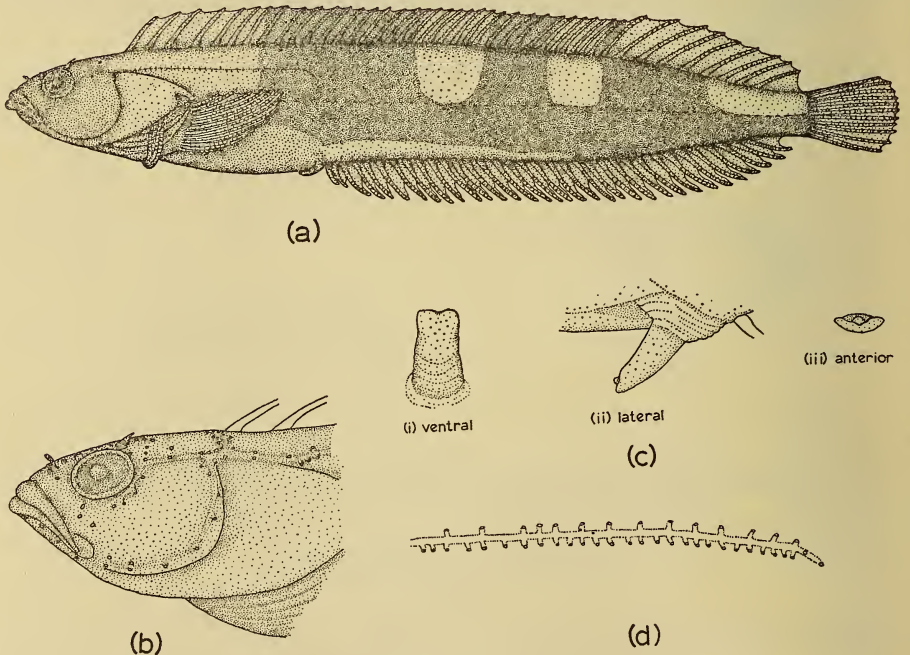 (a)
(i) ventral
(ii) lateral
(iii) anterior
(c)
(b)
(d)